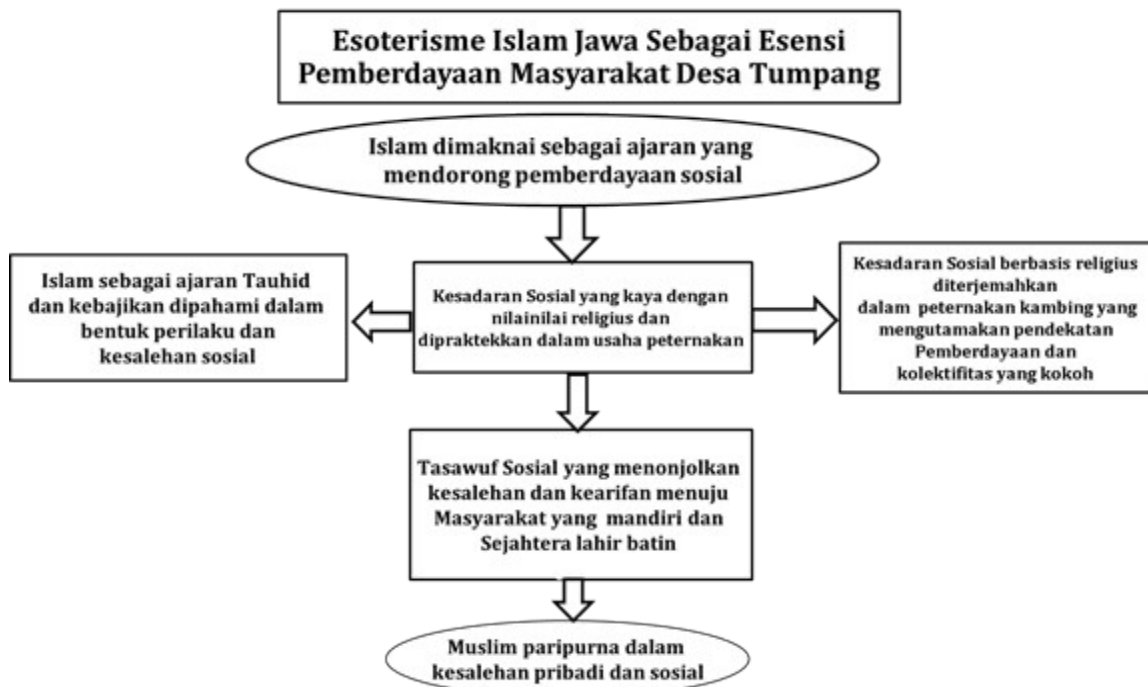 Esoterisme Islam Jawa Sebagai Esensi
Pemberdayaan Masyarakat Desa Tumpang
Islam dimaknai sebagai ajaran yang
mendorong pemberdayaan sosial
Islam sebagai ajaran Tauhid
dan kebajikan dipahami dalam
bentuk perilaku dan
kesalehan sosial
Kesadaran Sosial yang kaya dengan
nilainilai religius dan
dipraktekkan dalam usaha peternakan
Kesadaran Sosial berbasis religius
diterjemahkan
dalam peternakan kambing yang
mengutamakan pendekatan
Pemberdayaan dan
kolektifitas yang kokoh
Tasawuf Sosial yang menonjolkan
kesalehan dan kearifan menuju
Masyarakat yang mandiri dan
Sejahtera lahir batin
Muslim paripurna dalam
kesalehan pribadi dan sosial